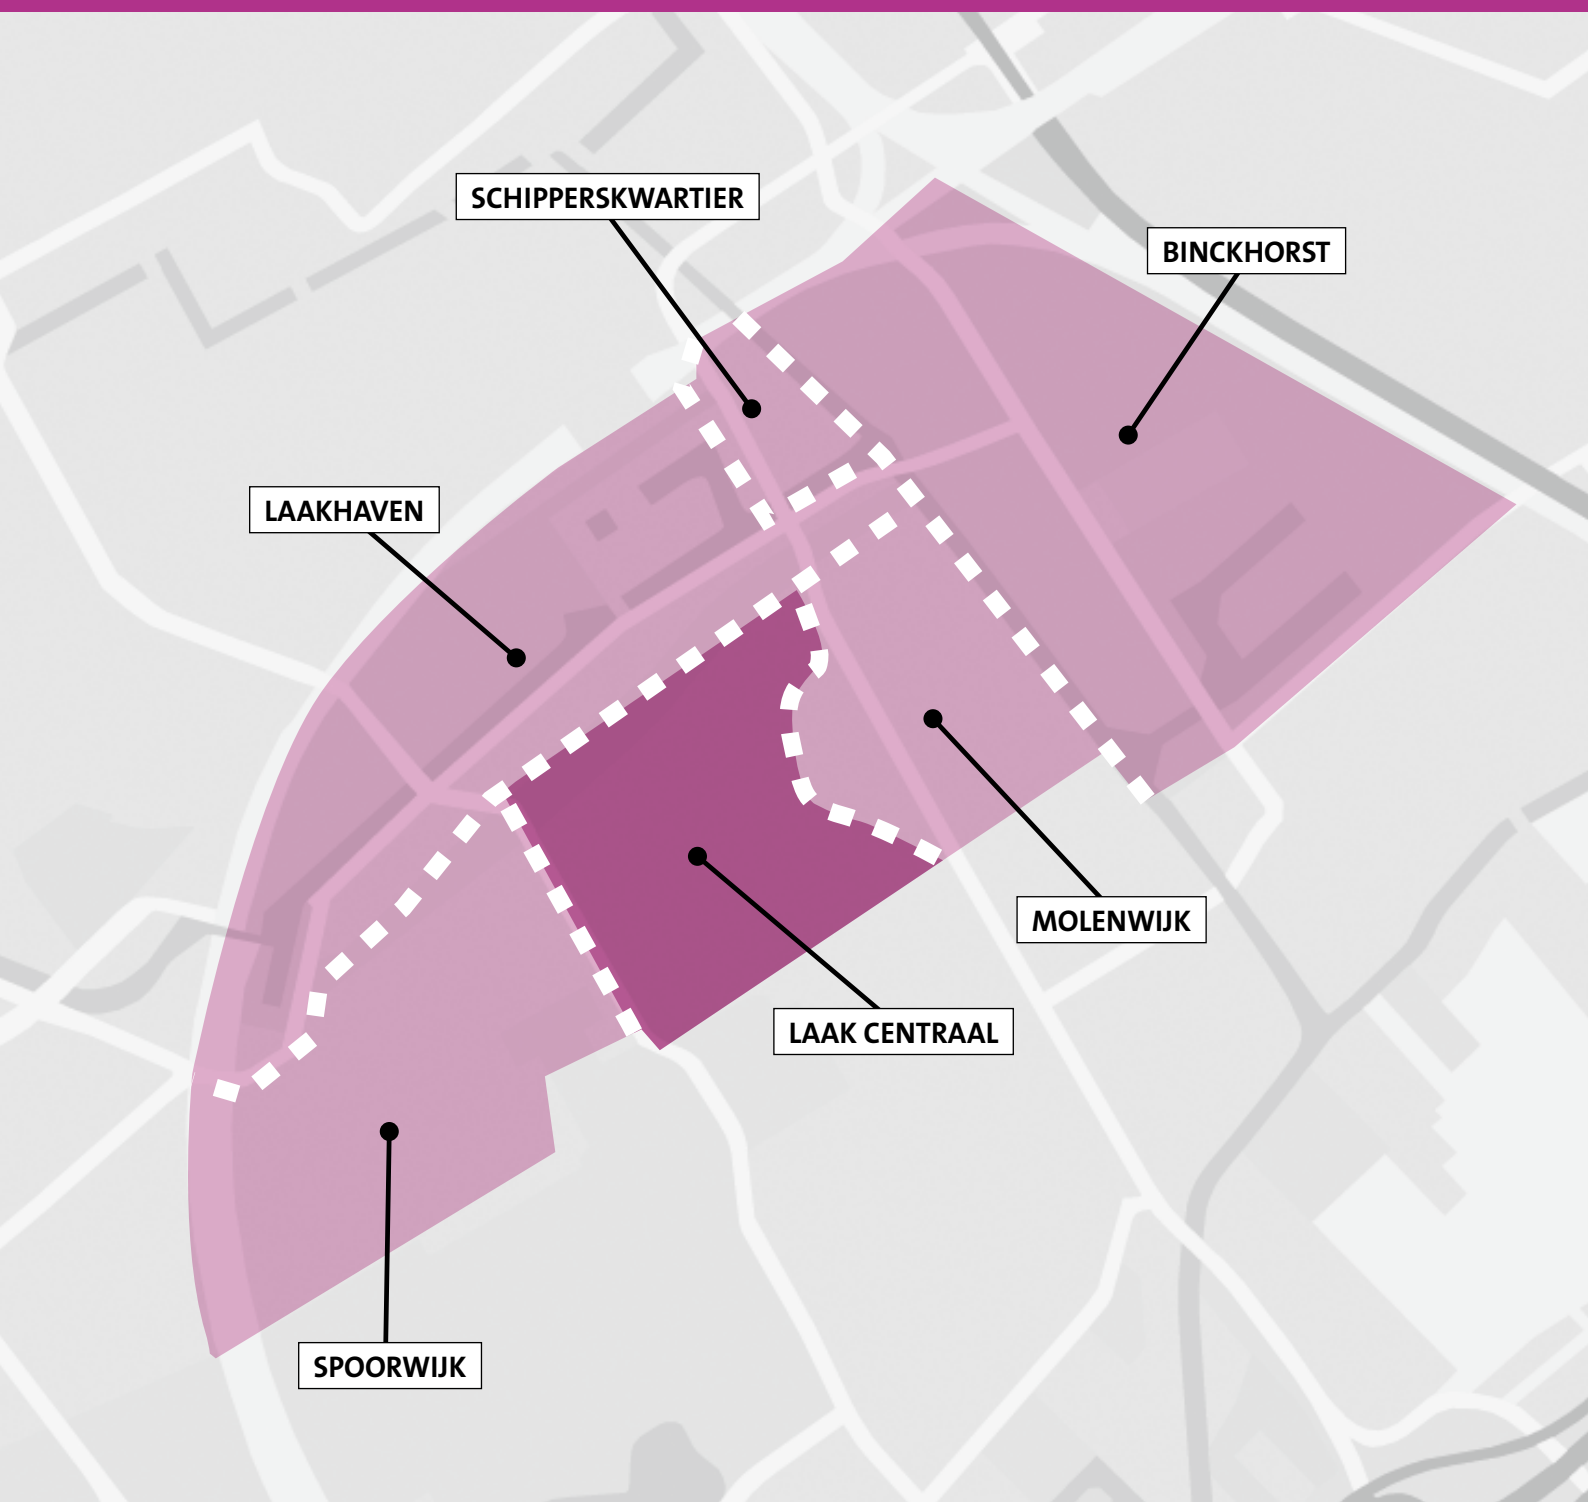 SCHIPPERSKWARTIER
BINCKHORST
LAAKHAVEN
MOLENWIJK
LAAK CENTRAAL
SPOORWIJK